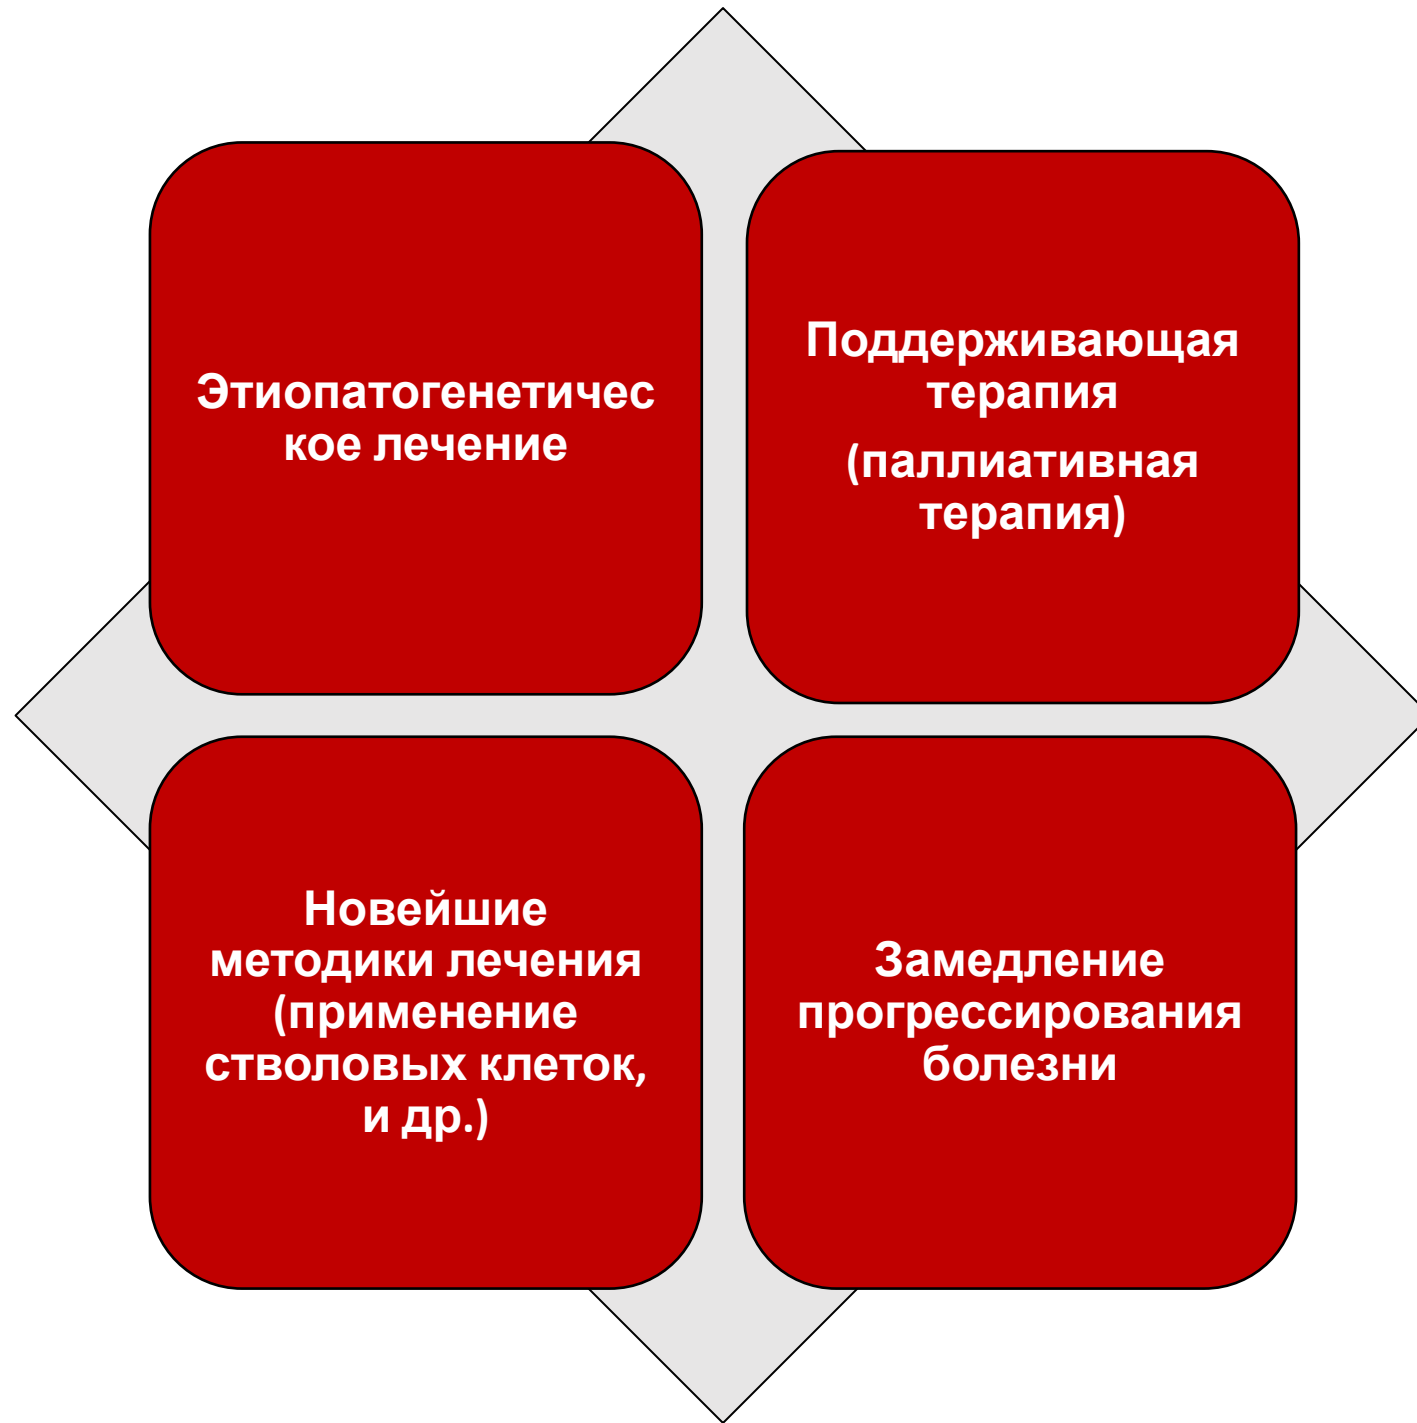 Этиопатогенетичес
кое лечение
Поддерживающая
терапия
(паллиативная
терапия)
Новейшие
методики лечения
(применение
стволовых клеток,
и др.)
Замедление
прогрессирования
болезни